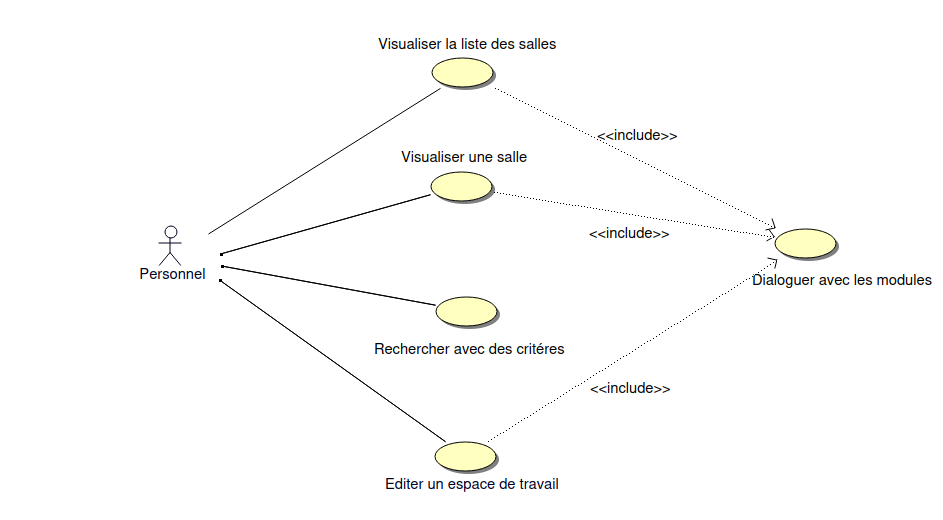 Visualiser la liste des salles
<<include>>
Visualiser une salle
<<include>>
Personnel
Dialoguer avec les modules
Rechercher avec des critéres
<<include>>
Editer un espace de travail